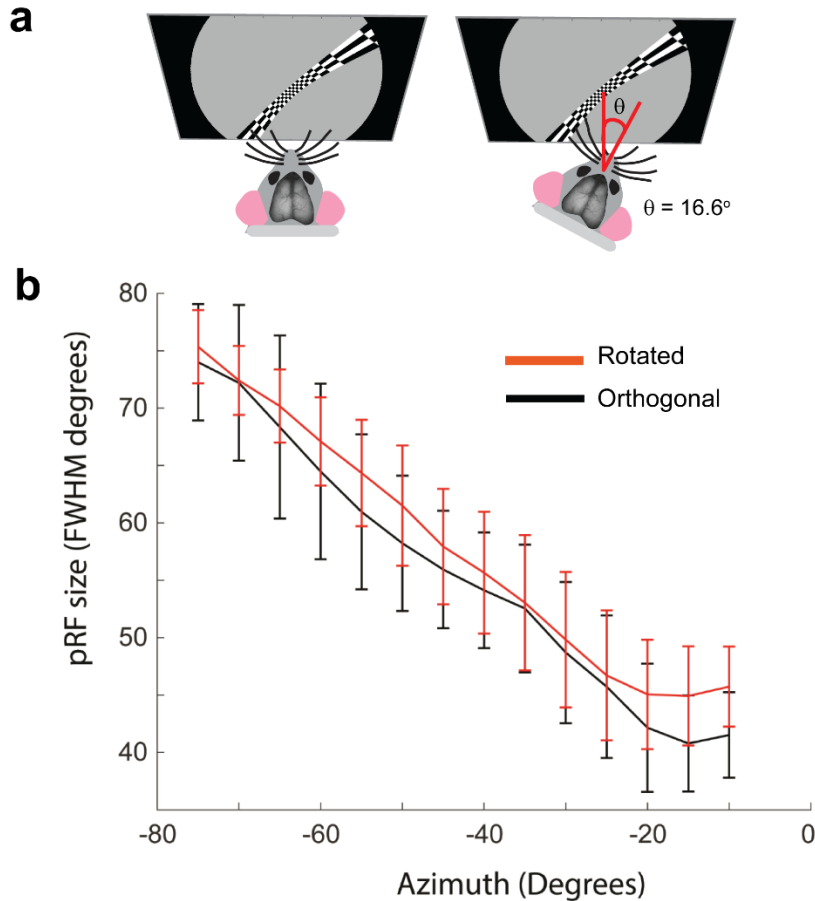 a
θ
θ = 16.6°
b
pRF size (FWHM degrees)
80
70
60
50
40
Rotated
Orthogonal
-80
-60
-40
-20
0
Azimuth (Degrees)